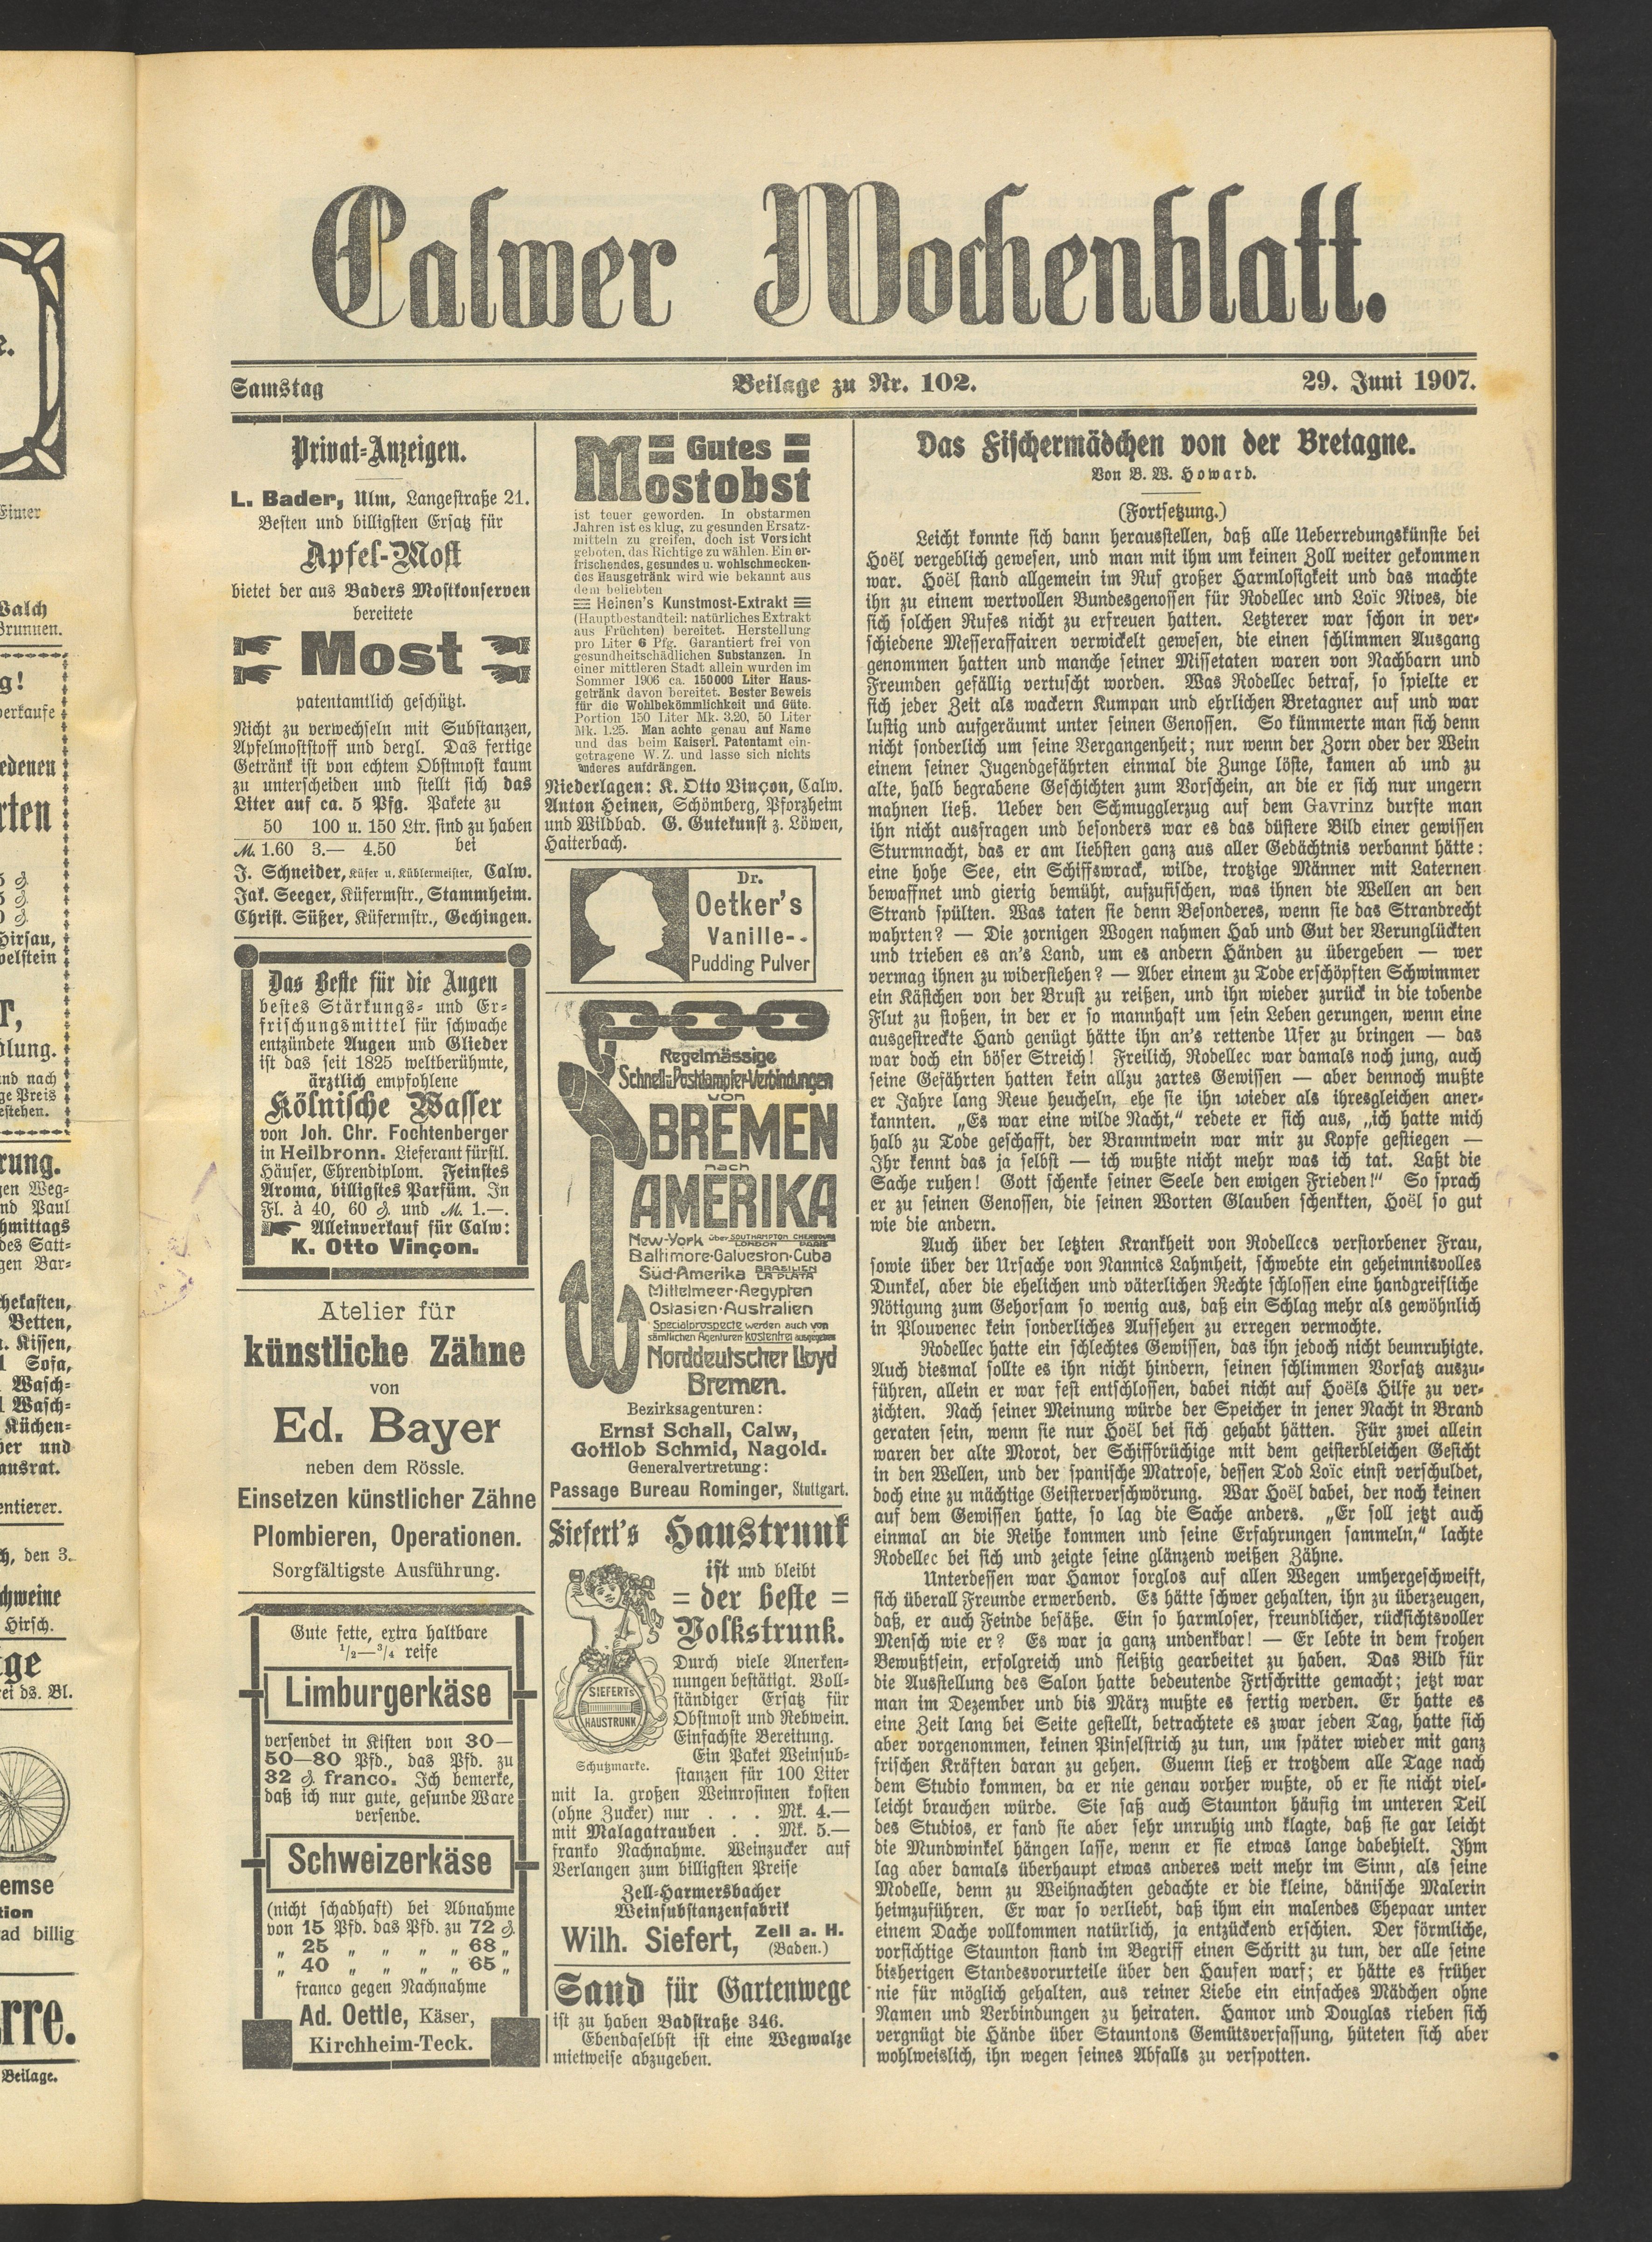 Calwer Wochenblatt.
Samstag Beilage zu Nr. 102. 29. Juni 1907.
Privat-Anzeigen.
L. Bader, Ulm, Langestraße 21.
Besten und billigsten Ersatz für
Apfel-Most
bietet der aus Baders Mostkonserven
bereitete
Most
patentamtlich geschützt.
Nicht zu verwechseln mit Substanzen,
Apfelmoststoff und dergl. Das fertige
Getränk ist von echtem Obstmost kaum
zu unterscheiden und stellt sich das
Liter auf ca. 5 Pfg. Pakete zu
50 100 u. 150 Ltr. sind zu haben
M. 1.60 3.— 4.50 bei
J. Schneider, Küfer u. Küblermeister, Calw.
Jak. Seeger, Küfermstr., Stammheim.
Christ. Süßer, Küfermstr., Gechingen.
Das Beste für die Augen
bestes Stärkungs- und Er-
frischungsmittel für schwache
entzündete Augen und Glieder
ist das seit 1825 weltberühmte,
ärztlich empfohlene
Kölnische Wasser
von Joh. Chr. Fochtenberger
in Heilbronn. Lieferant fürstl.
Häuser, Ehrendiplom. Feinstes
Aroma, billigstes Parfüm. In
Fl. à 40, 60 ₰ und M. 1.—.
Alleinverkauf für Calw:
K. Otto Vinçon.
Atelier für
künstliche Zähne
von
Ed. Bayer
neben dem Rössle.
Einsetzen künstlicher Zähne
Plombieren, Operationen.
Sorgfältigste Ausführung.
Gute fette, extra haltbare
1/2—3/4 reife
Limburgerkäse
versendet in Kisten von 30—
50—80 Pfd., das Pfd. zu
32 ₰ franco. Ich bemerke,
daß ich nur gute, gesunde Ware
versende.
Schweizerkäse
(nicht schadhaft) bei Abnahme
von 15 Pfd. das Pfd. zu 72 ₰
„ 25 „ „ „ „ 68 „
„ 40 „ „ „ „ 65 „
franco gegen Nachnahme
Ad. Oettle, Käser,
Kirchheim-Teck.
Gutes
Mostobst
ist teuer geworden. In obstarmen
Jahren ist es klug, zu gesunden Ersatz-
mitteln zu greifen, doch ist Vorsicht
geboten, das Richtige zu wählen. Ein er-
frischendes, gesundes u. wohlschmecken-
des Hausgetränk wird wie bekannt aus
dem beliebten
Heinen's Kunstmost-Extrakt
(Hauptbestandteil: natürliches Extrakt
aus Früchten) bereitet. Herstellung
pro Liter 6 Pfg. Garantiert frei von
gesundheitschädlichen Substanzen. In
einer mittleren Stadt allein wurden im
Sommer 1906 ca. 150000 Liter Haus-
getränk davon bereitet. Bester Beweis
für die Wohlbekömmlichkeit und Güte.
Portion 150 Liter Mk. 3.20, 50 Liter
Mk. 1.25. Man achte genau auf Name
und das beim Kaiserl. Patentamt ein-
getragene W. Z. und lasse sich nichts
anderes aufdrängen.
Niederlagen: K. Otto Vinçon, Calw.
Anton Heinen, Schömberg, Pforzheim
und Wildbad. G. Gutekunst z. Löwen,
Haiterbach.
Dr.
Oetker's
Vanille-
Pudding Pulver
Regelmässige
Schnell- u. Postdampfer-Verbindungen
von
BREMEN
nach
AMERIKA
New-York über SOUTHAMPTON CHERBOURG
LONDON PARIS
Baltimore·Galveston·Cuba
Süd-Amerika BRASILIEN
LA PLATA
Mittelmeer·Aegypten
Ostasien·Australien
Specialprospecte werden auch von
sämtlichen Agenturen kostenfrei ausgegeben
Norddeutscher Lloyd
Bremen.
Bezirksagenturen:
Ernst Schall, Calw,
Gottlob Schmid, Nagold.
Generalvertretung:
Passage Bureau Rominger, Stuttgart.
Siefert's Haustrunk
ist und bleibt
= der beste =
Volkstrunk.
Durch viele Anerken-
nungen bestätigt. Voll-
ständiger Ersatz für
Obstmost und Rebwein.
Einfachste Bereitung.
Ein Paket Weinsub-
stanzen für 100 Liter
SIEFERTs
HAUSTRUNK
Schutzmarke.
mit Ia. großen Weinrosinen kosten
(ohne Zucker) nur . . . Mk. 4.—
mit Malagatrauben . . Mk. 5.—
franko Nachnahme. Weinzucker auf
Verlangen zum billigsten Preise
Zell-Harmersbacher
Weinsubstanzenfabrik
Wilh. Siefert, Zell a. H.
(Baden.)
Sand für Gartenwege
ist zu haben Badstraße 346.
Ebendaselbst ist eine Wegwalze
mietweise abzugeben.
Das Fischermädchen von der Bretagne.
Von B. W. Howard.
(Fortsetzung.)
Leicht konnte sich dann herausstellen, daß alle Ueberredungskünste bei
Hoël vergeblich gewesen, und man mit ihm um keinen Zoll weiter gekommen
war. Hoël stand allgemein im Ruf großer Harmlosigkeit und das machte
ihn zu einem wertvollen Bundesgenossen für Rodellec und Loïc Nives, die
sich solchen Rufes nicht zu erfreuen hatten. Letzterer war schon in ver-
schiedene Messeraffairen verwickelt gewesen, die einen schlimmen Ausgang
genommen hatten und manche seiner Missetaten waren von Nachbarn und
Freunden gefällig vertuscht worden. Was Rodellec betraf, so spielte er
sich jeder Zeit als wackern Kumpan und ehrlichen Bretagner auf und war
lustig und aufgeräumt unter seinen Genossen. So kümmerte man sich denn
nicht sonderlich um seine Vergangenheit; nur wenn der Zorn oder der Wein
einem seiner Jugendgefährten einmal die Zunge löste, kamen ab und zu
alte, halb begrabene Geschichten zum Vorschein, an die er sich nur ungern
mahnen ließ. Ueber den Schmugglerzug auf dem Gavrinz durfte man
ihn nicht ausfragen und besonders war es das düstere Bild einer gewissen
Sturmnacht, das er am liebsten ganz aus aller Gedächtnis verbannt hätte:
eine hohe See, ein Schiffswrack, wilde, trotzige Männer mit Laternen
bewaffnet und gierig bemüht, aufzufischen, was ihnen die Wellen an den
Strand spülten. Was taten sie denn Besonderes, wenn sie das Strandrecht
wahrten? — Die zornigen Wogen nahmen Hab und Gut der Verunglückten
und trieben es an's Land, um es andern Händen zu übergeben — wer
vermag ihnen zu widerstehen? — Aber einem zu Tode erschöpften Schwimmer
ein Kästchen von der Brust zu reißen, und ihn wieder zurück in die tobende
Flut zu stoßen, in der er so mannhaft um sein Leben gerungen, wenn eine
ausgestreckte Hand genügt hätte ihn an's rettende Ufer zu bringen — das
war doch ein böser Streich! Freilich, Rodellec war damals noch jung, auch
seine Gefährten hatten kein allzu zartes Gewissen — aber dennoch mußte
er Jahre lang Reue heucheln, ehe sie ihn wieder als ihresgleichen aner-
kannten. „Es war eine wilde Nacht,“ redete er sich aus, „ich hatte mich
halb zu Tode geschafft, der Branntwein war mir zu Kopfe gestiegen —
Ihr kennt das ja selbst — ich wußte nicht mehr was ich tat. Laßt die
Sache ruhen! Gott schenke seiner Seele den ewigen Frieden!“ So sprach
er zu seinen Genossen, die seinen Worten Glauben schenkten, Hoël so gut
wie die andern.
Auch über der letzten Krankheit von Rodellecs verstorbener Frau,
sowie über der Ursache von Nannics Lahmheit, schwebte ein geheimnisvolles
Dunkel, aber die ehelichen und väterlichen Rechte schlossen eine handgreifliche
Nötigung zum Gehorsam so wenig aus, daß ein Schlag mehr als gewöhnlich
in Plouvenec kein sonderliches Aufsehen zu erregen vermochte.
Rodellec hatte ein schlechtes Gewissen, das ihn jedoch nicht beunruhigte.
Auch diesmal sollte es ihn nicht hindern, seinen schlimmen Vorsatz auszu-
führen, allein er war fest entschlossen, dabei nicht auf Hoëls Hilfe zu ver-
zichten. Nach seiner Meinung würde der Speicher in jener Nacht in Brand
geraten sein, wenn sie nur Hoël bei sich gehabt hätten. Für zwei allein
waren der alte Morot, der Schiffbrüchige mit dem geisterbleichen Gesicht
in den Wellen, und der spanische Matrose, dessen Tod Loïc einst verschuldet,
doch eine zu mächtige Geisterverschwörung. War Hoël dabei, der noch keinen
auf dem Gewissen hatte, so lag die Sache anders. „Er soll jetzt auch
einmal an die Reihe kommen und seine Erfahrungen sammeln,“ lachte
Rodellec bei sich und zeigte seine glänzend weißen Zähne.
Unterdessen war Hamor sorglos auf allen Wegen umhergeschweift,
sich überall Freunde erwerbend. Es hätte schwer gehalten, ihn zu überzeugen,
daß, er auch Feinde besäße. Ein so harmloser, freundlicher, rücksichtsvoller
Mensch wie er? Es war ja ganz undenkbar! — Er lebte in dem frohen
Bewußtsein, erfolgreich und fleißig gearbeitet zu haben. Das Bild für
die Ausstellung des Salon hatte bedeutende Frtschritte gemacht; jetzt war
man im Dezember und bis März mußte es fertig werden. Er hatte es
eine Zeit lang bei Seite gestellt, betrachtete es zwar jeden Tag, hatte sich
aber vorgenommen, keinen Pinselstrich zu tun, um später wieder mit ganz
frischen Kräften daran zu gehen. Guenn ließ er trotzdem alle Tage nach
dem Studio kommen, da er nie genau vorher wußte, ob er sie nicht viel-
leicht brauchen würde. Sie saß auch Staunton häufig im unteren Teil
des Studios, er fand sie aber sehr unruhig und klagte, daß sie gar leicht
die Mundwinkel hängen lasse, wenn er sie etwas lange dabehielt. Ihm
lag aber damals überhaupt etwas anderes weit mehr im Sinn, als seine
Modelle, denn zu Weihnachten gedachte er die kleine, dänische Malerin
heimzuführen. Er war so verliebt, daß ihm ein malendes Ehepaar unter
einem Dache vollkommen natürlich, ja entzückend erschien. Der förmliche,
vorsichtige Staunton stand im Begriff einen Schritt zu tun, der alle seine
bisherigen Standesvorurteile über den Haufen warf; er hätte es früher
nie für möglich gehalten, aus reiner Liebe ein einfaches Mädchen ohne
Namen und Verbindungen zu heiraten. Hamor und Douglas rieben sich
vergnügt die Hände über Stauntons Gemütsverfassung, hüteten sich aber
wohlweislich, ihn wegen seines Abfalls zu verspotten.